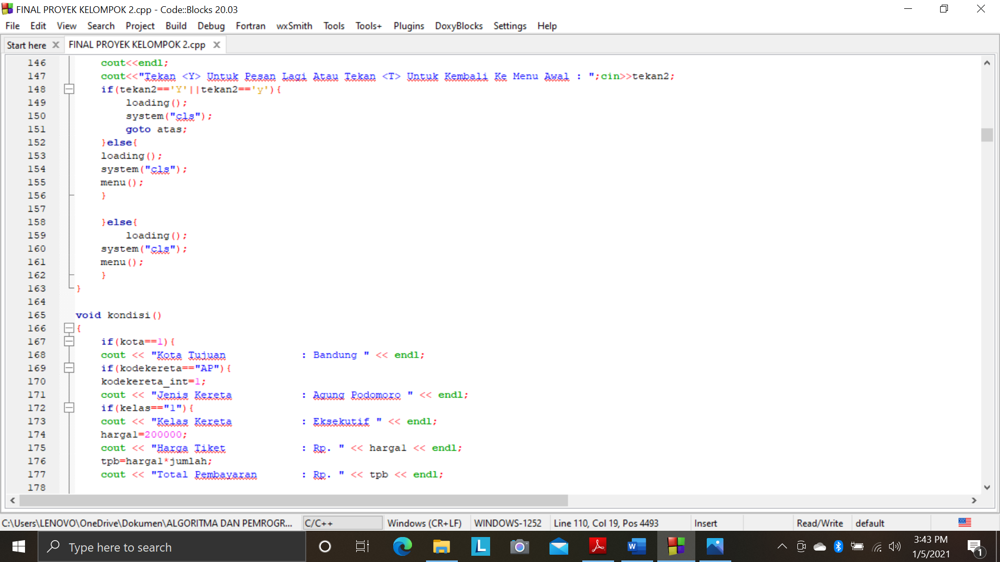 FINAL PROYEK KELOMPOK 2.cpp - Code::Blocks 20.03
File Edit View Search Project Build Debug Fortran wxSmith Tools Tools+ Plugins DoxyBlocks Settings Help
Start here FINAL PROYEK KELOMPOK 2.cpp
146 cout<<endl;
147 cout<<"Tekan <Y> Untuk Pesan Lagi Atau Tekan <T> Untuk Kembali Ke Menu Awal : ";cin>>tekan2;
148 if(tekan2=='Y'||tekan2=='y'){
149 loading();
150 system("cls");
151 goto atas;
152 }else{
153 loading();
154 system("cls");
155 menu();
156 }
157
158 }else{
159 loading();
160 system("cls");
161 menu();
162 }
163 }
164
165 void kondisi()
166 {
167 if(kota==1){
168 cout << "Kota Tujuan : Bandung " << endl;
169 if(kodekereta=="AP"){
170 kodekereta_int=1;
171 cout << "Jenis Kereta : Agung Podomoro " << endl;
172 if(kelas=="1"){
173 cout << "Kelas Kereta : Eksekutif " << endl;
174 harga1=200000;
175 cout << "Harga Tiket : Rp. " << harga1 << endl;
176 tpb=harga1*jumlah;
177 cout << "Total Pembayaran : Rp. " << tpb << endl;
178
C:\Users\LENOVO\OneDrive\Dokumen\ALGORITMA DAN PEMROGR... C/C++ Windows (CR+LF) WINDOWS-1252 Line 110, Col 19, Pos 4493 Insert Read/Write default
Type here to search
3:43 PM
1/5/2021
1